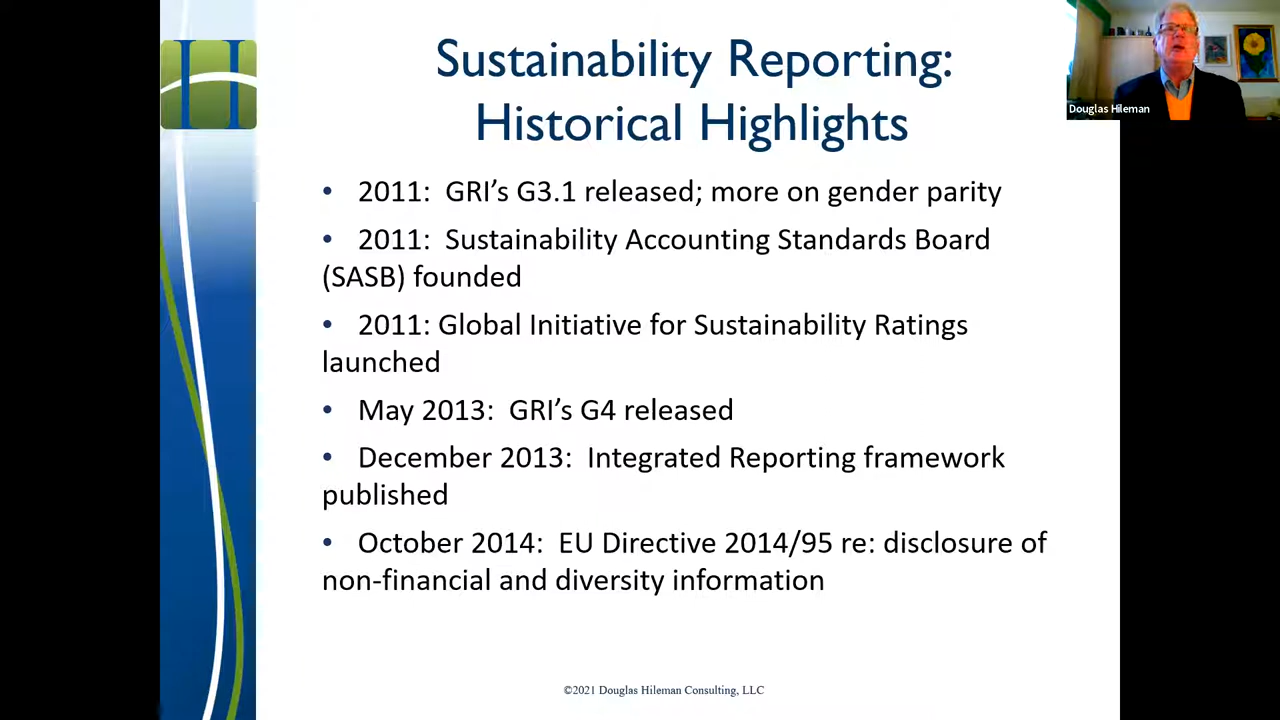 Sustainability Reporting:
Historical Highlights
Douglas Hileman
• 2011:  GRI’s G3.1 released; more on gender parity
• 2011:  Sustainability Accounting Standards Board
(SASB) founded
• 2011: Global Initiative for Sustainability Ratings
launched
• May 2013:  GRI’s G4 released
• December 2013:  Integrated Reporting framework
published
• October 2014:  EU Directive 2014/95 re: disclosure of
non-financial and diversity information
©2021 Douglas Hileman Consulting, LLC